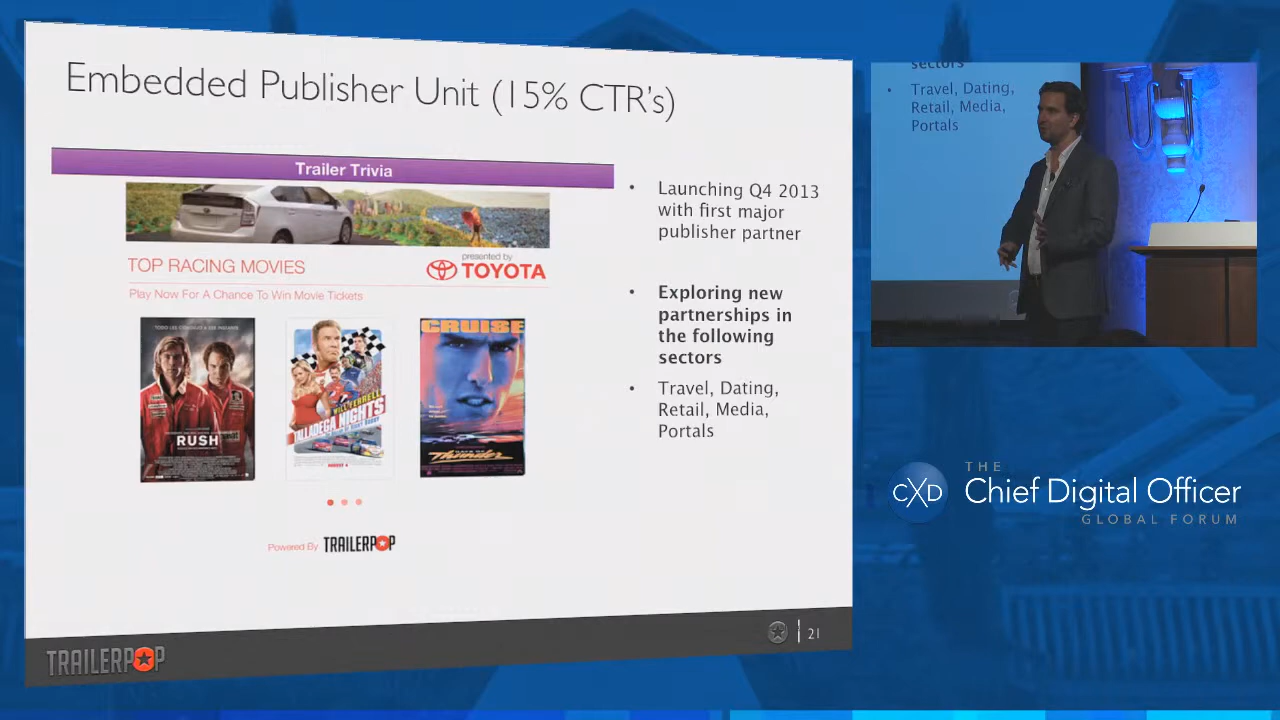 Embedded Publisher Unit (15% CTR's)
Trailer Trivia
TOP RACING MOVIES
presented by
TOYOTA
Play Now For A Chance To Win Movie Tickets
RUSH
WILL FERRELL
TALLADEGA NIGHTS
CRUISE
Thunder
Powered By TRAILERPOP
• Launching Q4 2013
with first major
publisher partner
• Exploring new
partnerships in
the following
sectors
• Travel, Dating,
Retail, Media,
Portals
TRAILERPOP
21
sectors
• Travel, Dating,
Retail, Media,
Portals
CXD
THE
Chief Digital Officer
GLOBAL FORUM